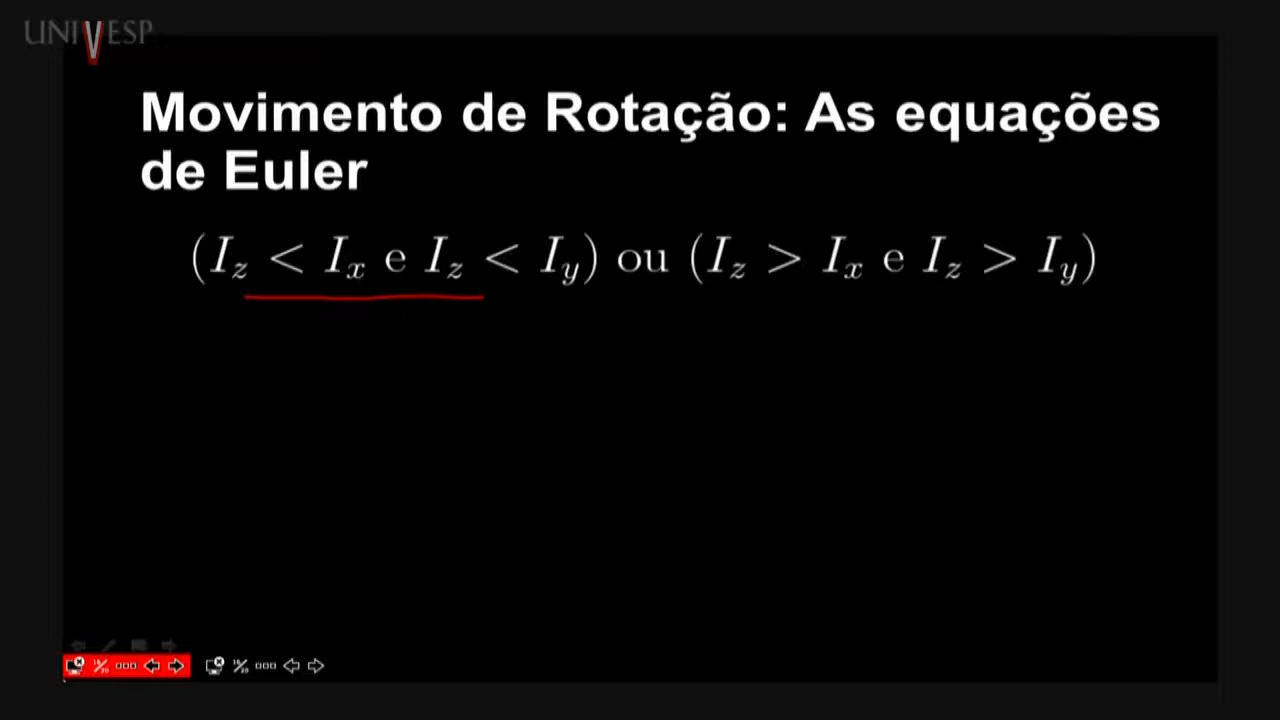 UNIVESP
Movimento de Rotação: As equações
de Euler
(I_z < I_x e I_z < I_y) ou (I_z > I_x e I_z > I_y)